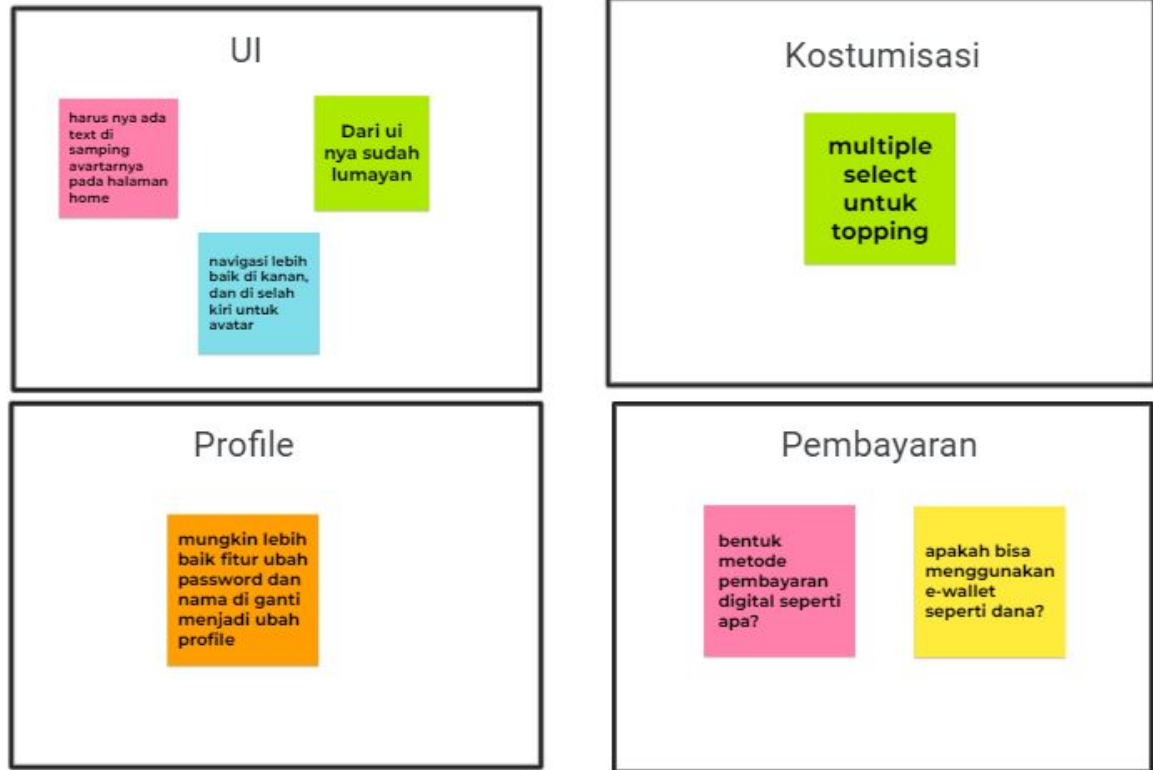 UI
harus nya ada
text di
samping
avartarnya
pada halaman
home
Dari ui
nya sudah
lumayan
navigasi lebih
baik di kanan,
dan di selah
kiri untuk
avatar
Kostumisasi
multiple
select
untuk
topping
Profile
mungkin lebih
baik fitur ubah
password dan
nama di ganti
menjadi ubah
profile
Pembayaran
bentuk
metode
pembayaran
digital seperti
apa?
apakah bisa
menggunakan
e-wallet
seperti dana?